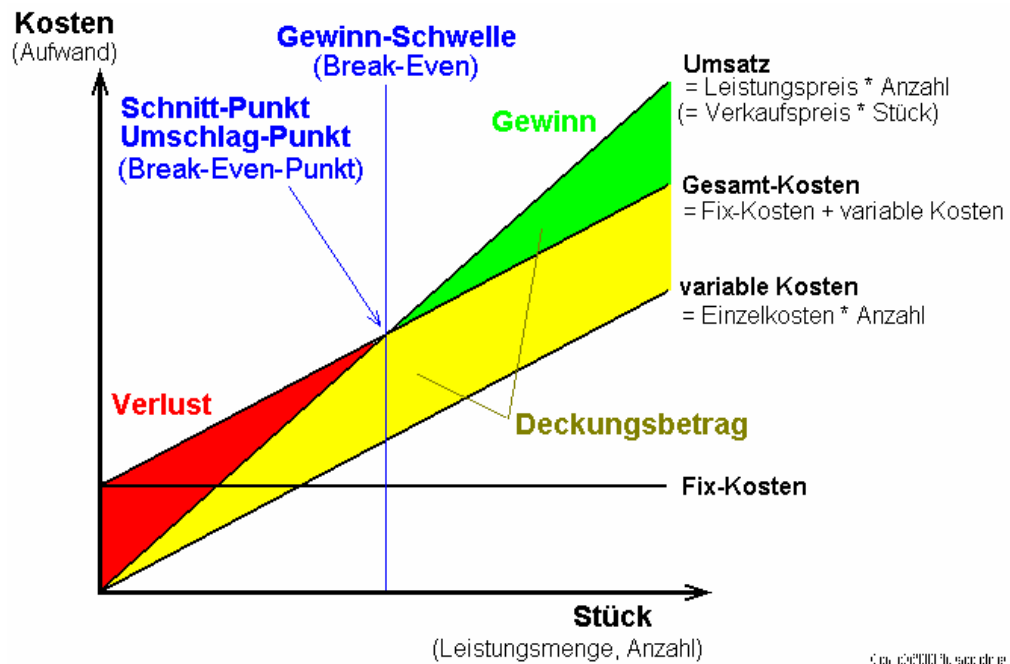 Kosten
(Aufwand)
Gewinn-Schwelle
(Break-Even)
Schnitt-Punkt
Umschlag-Punkt
(Break-Even-Punkt)
Gewinn
Umsatz
= Leistungspreis * Anzahl
(= Verkaufspreis * Stück)
Gesamt-Kosten
= Fix-Kosten + variable Kosten
variable Kosten
= Einzelkosten * Anzahl
Verlust
Deckungsbetrag
Fix-Kosten
Stück
(Leistungsmenge, Anzahl)